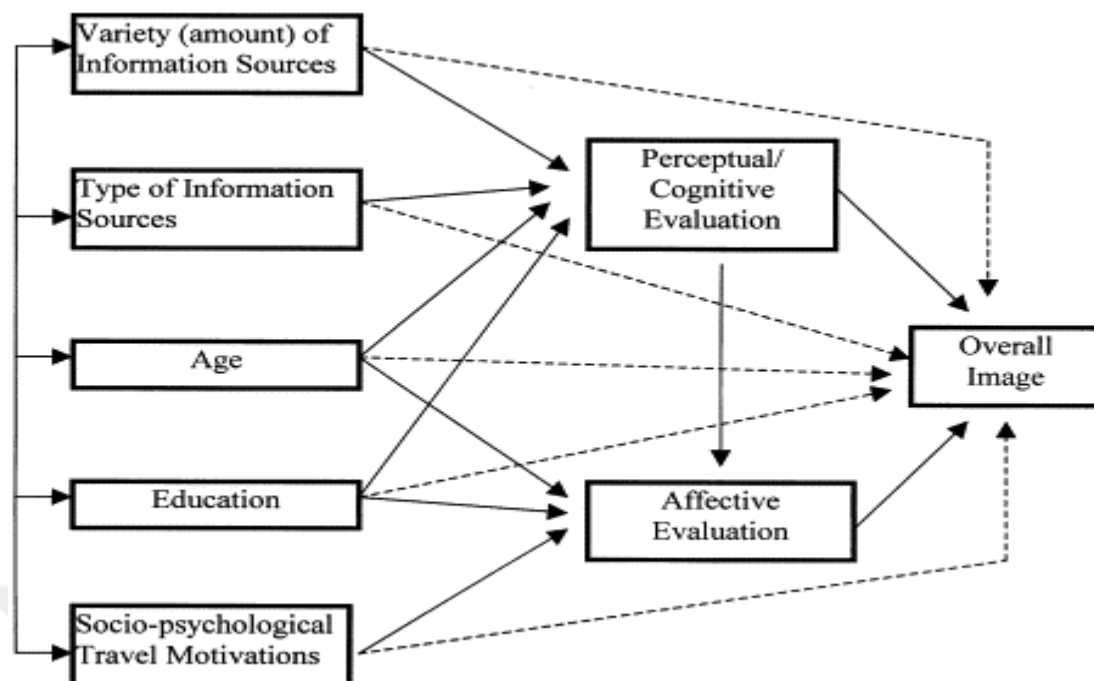 Variety (amount) of
Information Sources
Type of Information
Sources
Age
Education
Socio-psychological
Travel Motivations
Perceptual/
Cognitive
Evaluation
Affective
Evaluation
Overall
Image